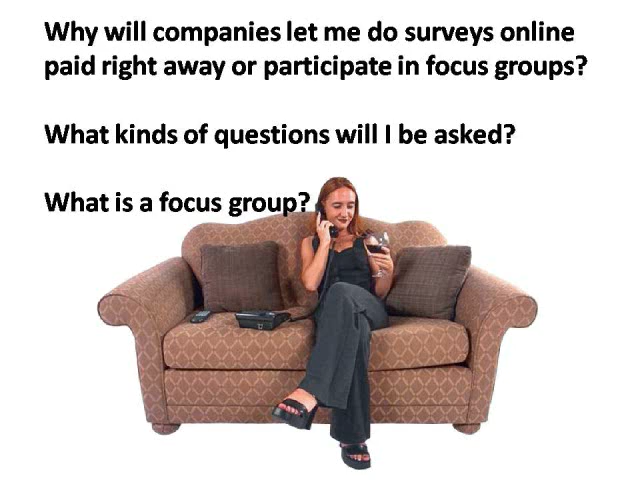 Why will companies let me do surveys online
paid right away or participate in focus groups?
What kinds of questions will I be asked?
What is a focus group?